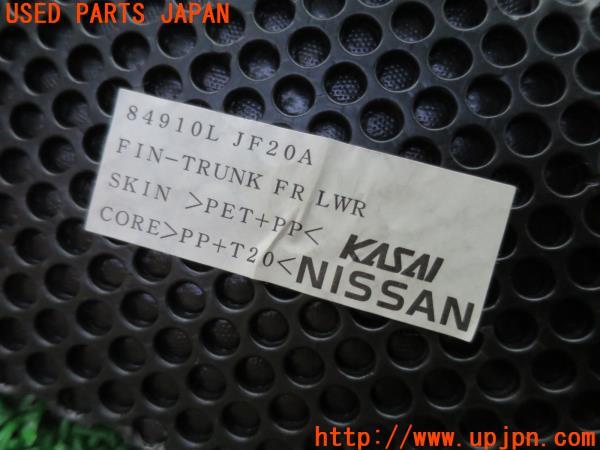 USED PARTS JAPAN
84910L JF20A
FIN-TRUNK FR LWR
SKIN >PET+PP<
CORE>PP+T20<
KASAI
NISSAN
http://www.upjpn.com